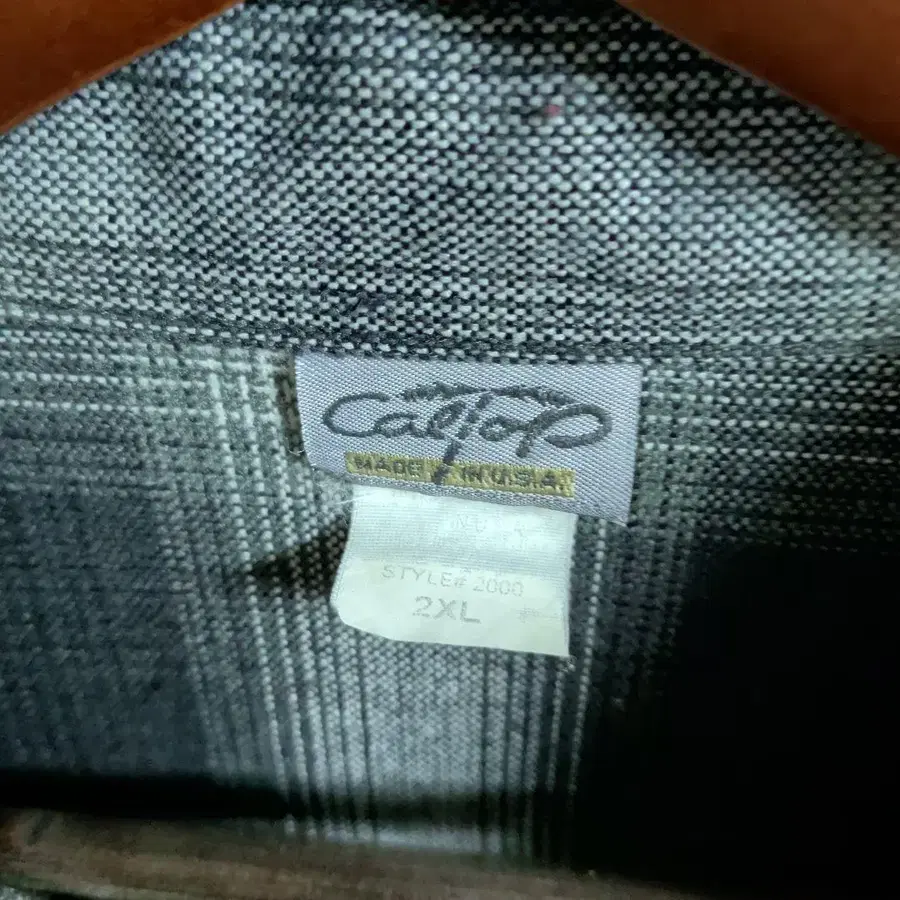 CalTop
MADE IN U.S.A.
STYLE# 2000
2XL